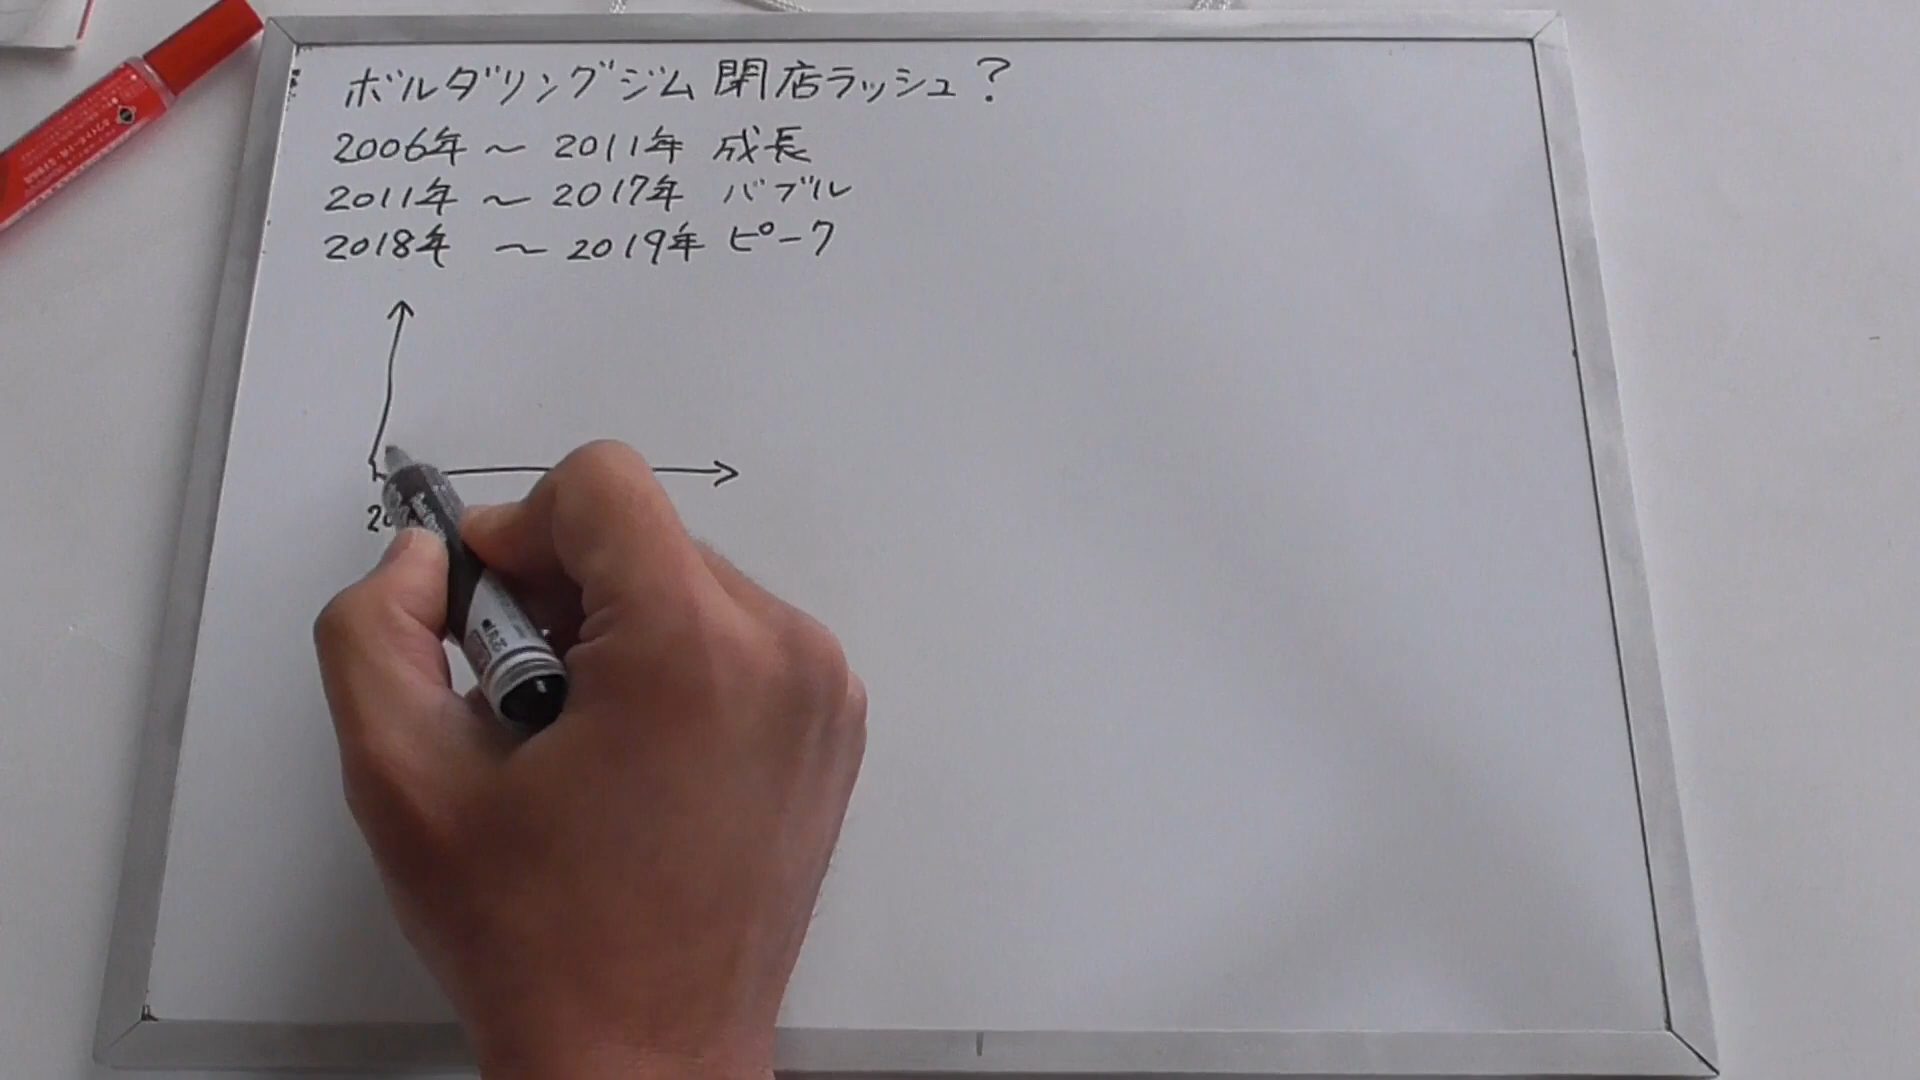 ボルダリングジム閉店ラッシュ?
2006年 〜 2011年 成長
2011年 〜 2017年 バブル
2018年 〜 2019年 ピーク